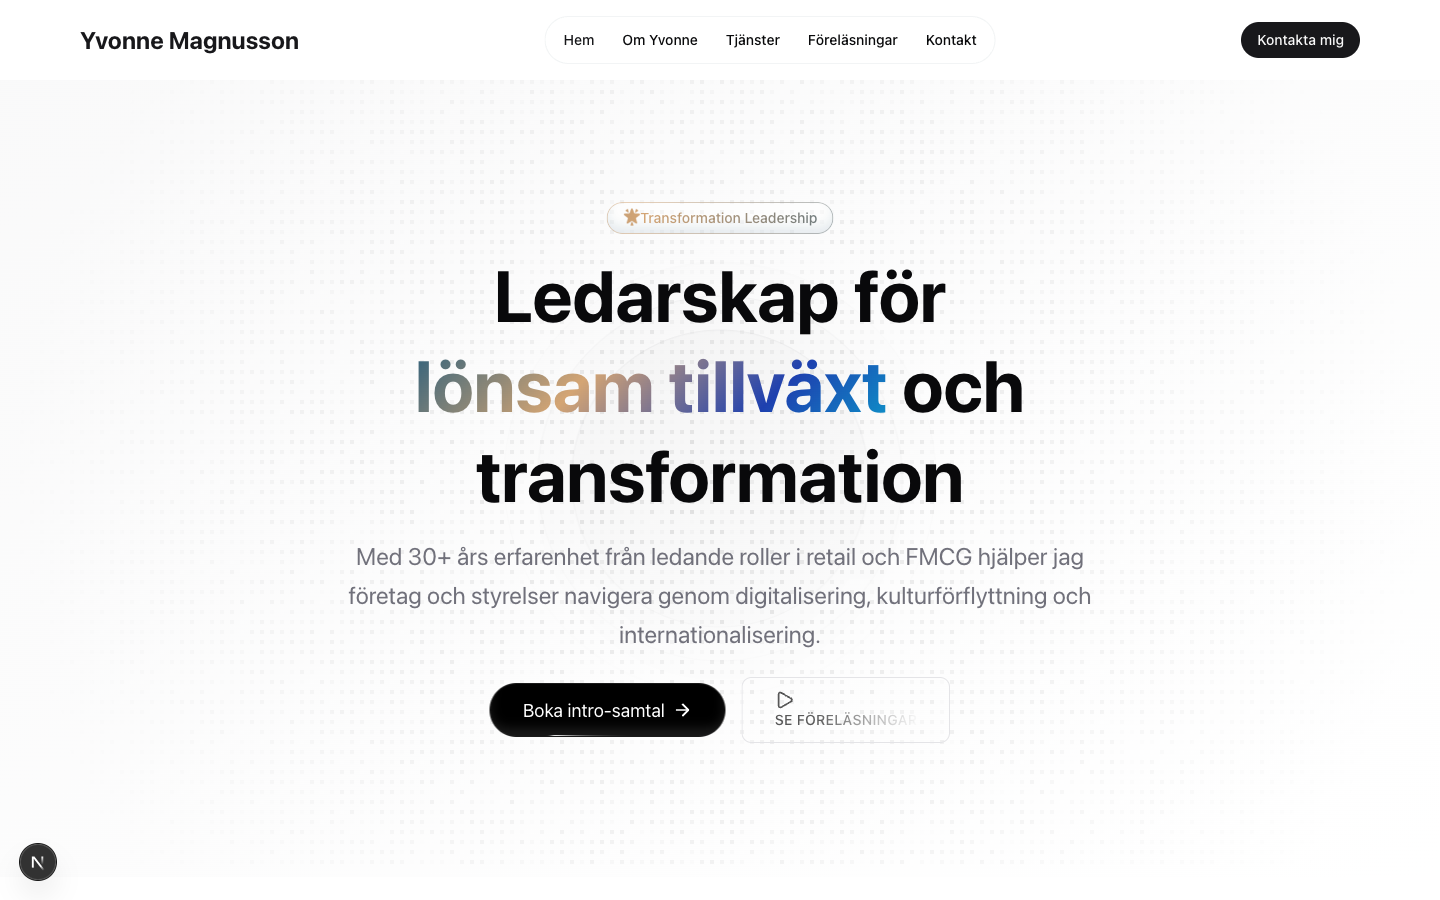 Yvonne Magnusson
Hem Om Yvonne Tjänster Föreläsningar Kontakt
Kontakta mig
Transformation Leadership
Ledarskap för
lönsam tillväxt och
transformation
Med 30+ års erfarenhet från ledande roller i retail och FMCG hjälper jag
företag och styrelser navigera genom digitalisering, kulturförflyttning och
internationalisering.
Boka intro-samtal
SE FÖRELÄSNINGAR
N